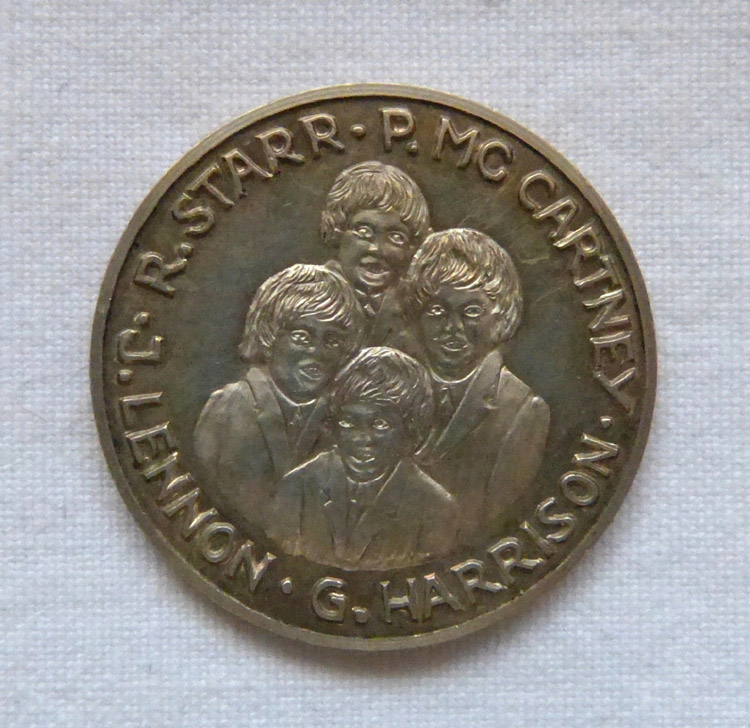 J. LENNON · R. STARR · P. MC CARTNEY · G. HARRISON ·